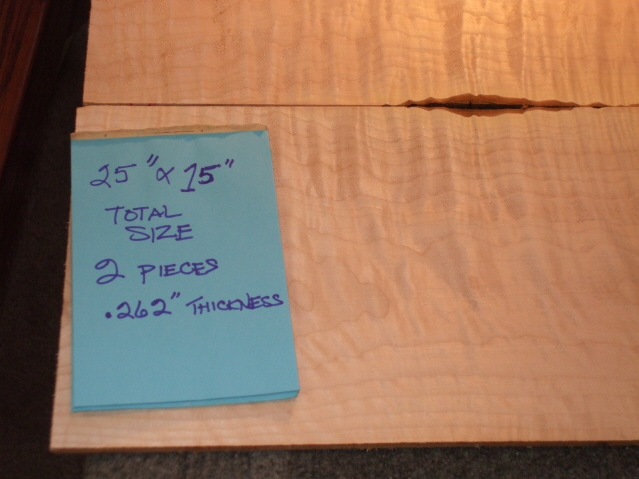 25" x 15"
TOTAL
SIZE
2 PIECES
.262" THICKNESS